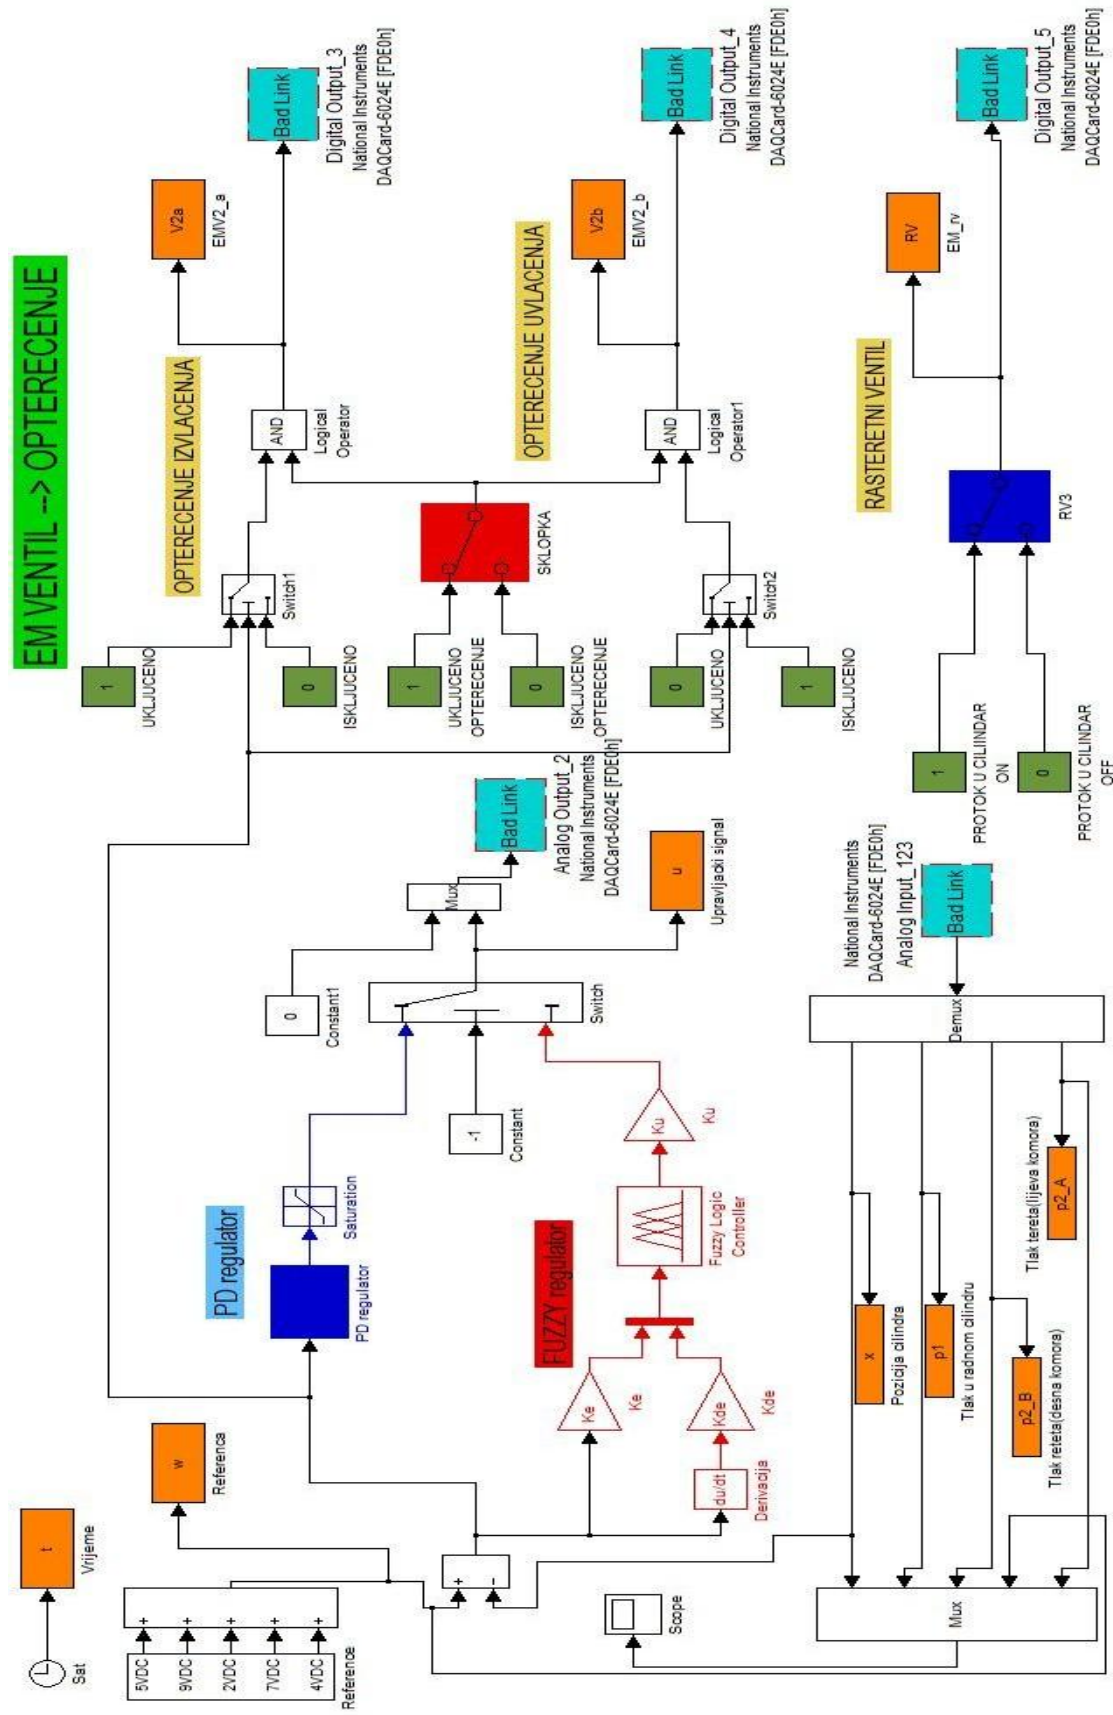 EM VENTIL --> OPTERECENJE
t
Vrijeme
Sat
w
Referenca
5VDC
9VDC
2VDC
7VDC
4VDC
Reference
+
+
+
+
+
+
-
PD regulator
PD regulator
Saturation
0
Constant1
-1
Constant
Switch
Mux
Bad Link
Analog Output_2
National Instruments
DAQCard-6024E [FDE0h]
u
Upravljacki signal
FUZZY regulator
Ke
Ke
du/dt
Derivacija
Kde
Kde
Fuzzy Logic
Controller
Ku
Ku
1
UKLJUCENO
0
ISKLJUCENO
Switch1
OPTERECENJE IZVLACENJA
AND
Logical
Operator
V2a
EMV2_a
Bad Link
Digital Output_3
National Instruments
DAQCard-6024E [FDE0h]
1
UKLJUCENO
OPTERECENJE
0
ISKLJUCENO
OPTERECENJE
SKLOPKA
0
UKLJUCENO
1
ISKLJUCENO
Switch2
OPTERECENJE UVLACENJA
AND
Logical
Operator1
V2b
EMV2_b
Bad Link
Digital Output_4
National Instruments
DAQCard-6024E [FDE0h]
RASTERETNI VENTIL
1
PROTOK U CILIINDAR
ON
0
PROTOK U CILINDAR
OFF
RV3
RV
EM_rv
Bad Link
Digital Output_5
National Instruments
DAQCard-6024E [FDE0h]
National Instruments
DAQCard-6024E [FDE0h]
Analog Input_123
Bad Link
Demux
Scope
Mux
x
Pozicija cilindra
p1
Tlak u radnom cilindru
p2_B
Tlak reteta(desna komora)
Tlak tereta(lijeva komora)
p2_A